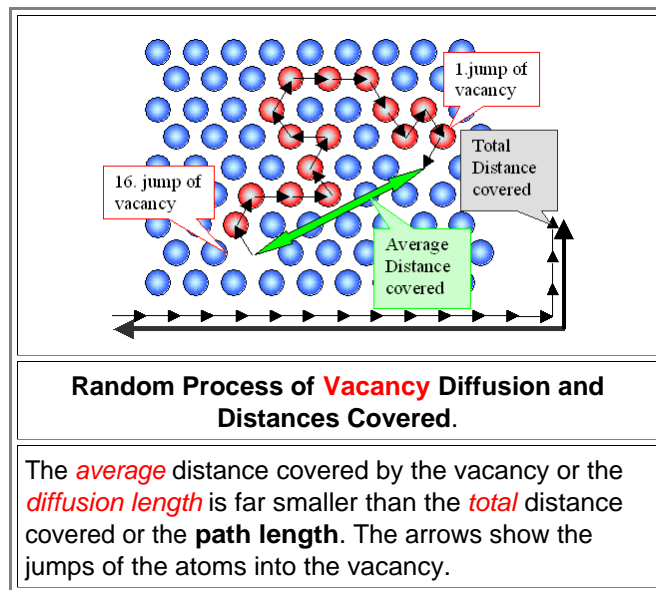 1.jump of
vacancy
Total
Distance
covered
16. jump of
vacancy
Average
Distance
covered
Random Process of Vacancy Diffusion and
Distances Covered.
The average distance covered by the vacancy or the
diffusion length is far smaller than the total distance
covered or the path length. The arrows show the
jumps of the atoms into the vacancy.